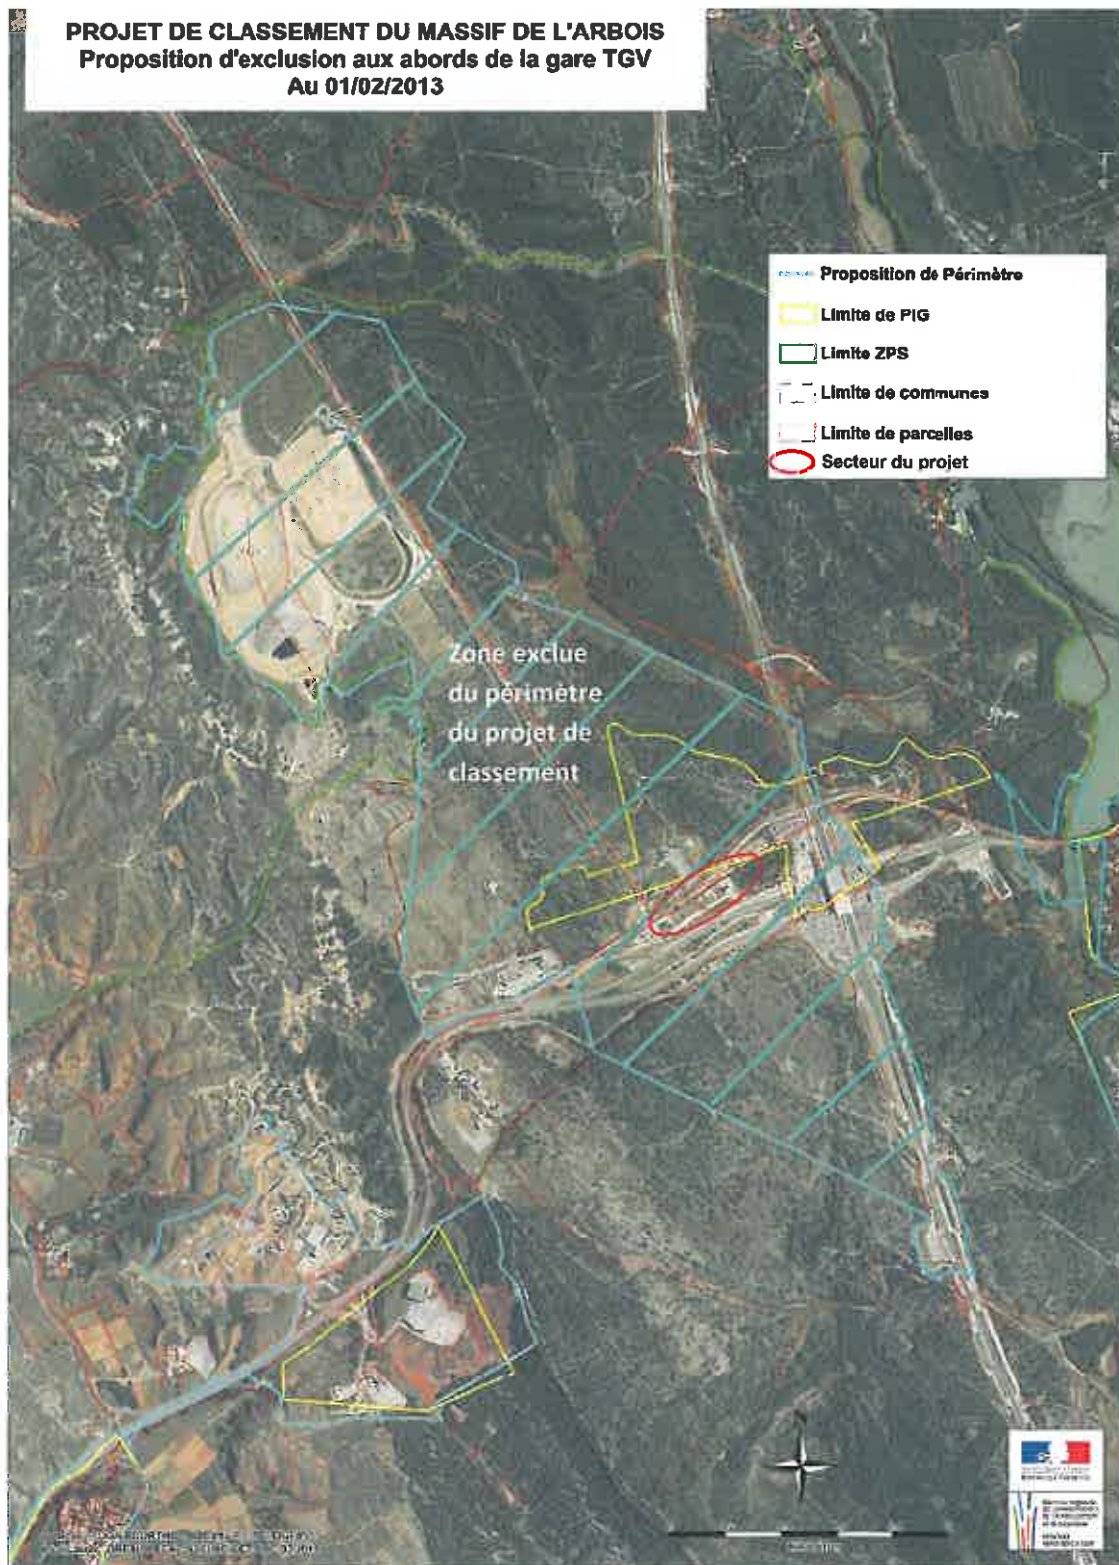 PROJET DE CLASSEMENT DU MASSIF DE L'ARBOIS
Proposition d'exclusion aux abords de la gare TGV
Au 01/02/2013
Proposition de Périmètre
Limite de PIG
Limite ZPS
Limite de communes
Limite de parcelles
Secteur du projet
Zone exclue
du périmètre
du projet de
classement